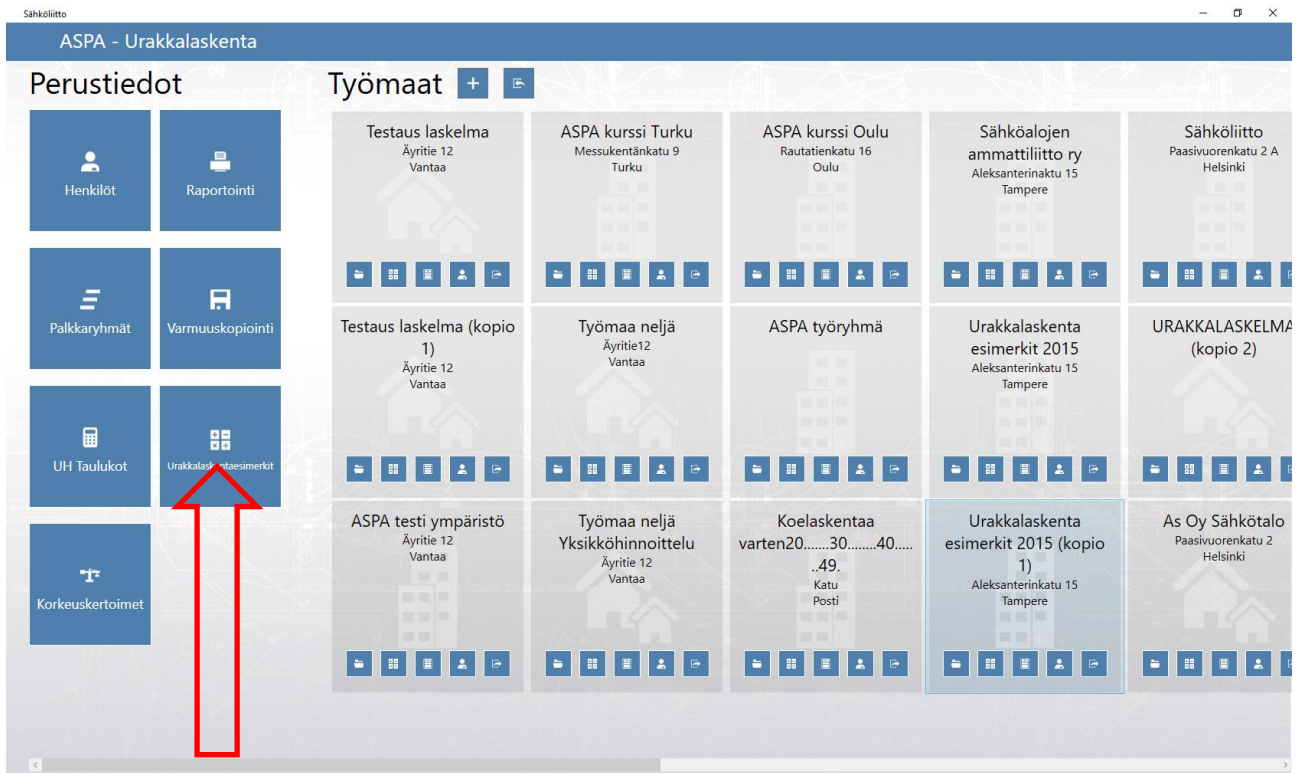 Sähköliitto
ASPA - Urakkalaskenta
Perustiedot
Henkilöt
Raportointi
Palkkaryhmät
Varmuuskopiointi
UH Taulukot
Urakkalaskentaesimerkit
Korkeuskertoimet
Työmaat
Testaus laskelma
Äyritie 12
Vantaa
ASPA kurssi Turku
Messukentänkatu 9
Turku
ASPA kurssi Oulu
Rautatienkatu 16
Oulu
Sähköalojen
ammattiliitto ry
Aleksanterinaktu 15
Tampere
Sähköliitto
Paasivuorenkatu 2 A
Helsinki
Testaus laskelma (kopio
1)
Äyritie 12
Vantaa
Työmaa neljä
Äyritie12
Vantaa
ASPA työryhmä
Urakkalaskenta
esimerkit 2015
Aleksanterinkatu 15
Tampere
URAKKALASKELMA
(kopio 2)
ASPA testi ympäristö
Äyritie 12
Vantaa
Työmaa neljä
Yksikköhinnoittelu
Äyritie 12
Vantaa
Koelaskentaa
varten20.......30........40.....
..49.
Katu
Posti
Urakkalaskenta
esimerkit 2015 (kopio
1)
Aleksanterinkatu 15
Tampere
As Oy Sähkötalo
Paasivuorenkatu 2
Helsinki